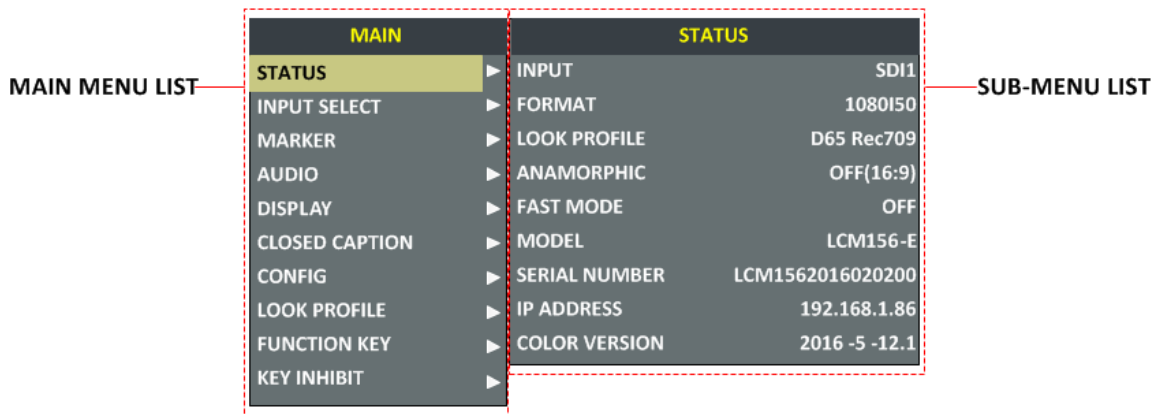 MAIN
STATUS
MAIN MENU LIST
STATUS
INPUT SELECT
MARKER
AUDIO
DISPLAY
CLOSED CAPTION
CONFIG
LOOK PROFILE
FUNCTION KEY
KEY INHIBIT
INPUT SDI1
FORMAT 1080I50
LOOK PROFILE D65 Rec709
ANAMORPHIC OFF(16:9)
FAST MODE OFF
MODEL LCM156-E
SERIAL NUMBER LCM1562016020200
IP ADDRESS 192.168.1.86
COLOR VERSION 2016 -5 -12.1
SUB-MENU LIST